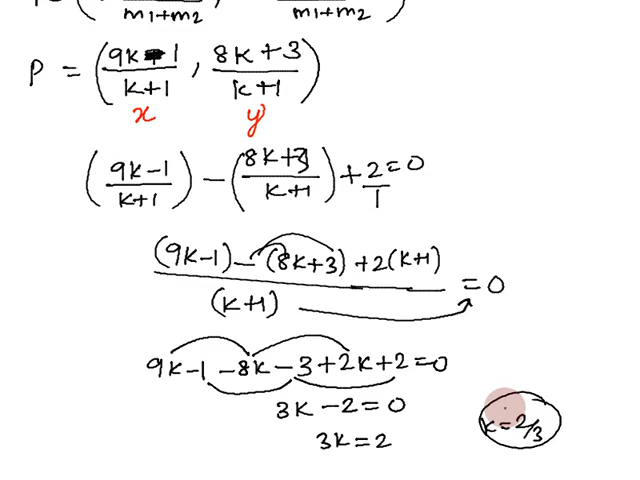 m1+m2 m1+m2
P = (9k-1/k+1 , 8k+3/k+1)
x y
(9k-1/k+1) - (8k+3/k+1) + 2/1 = 0
(9k-1) - (8k+3) + 2(k+1) / (k+1) = 0
9k-1-8k-3+2k+2=0
3k-2=0
3k=2
k=2/3